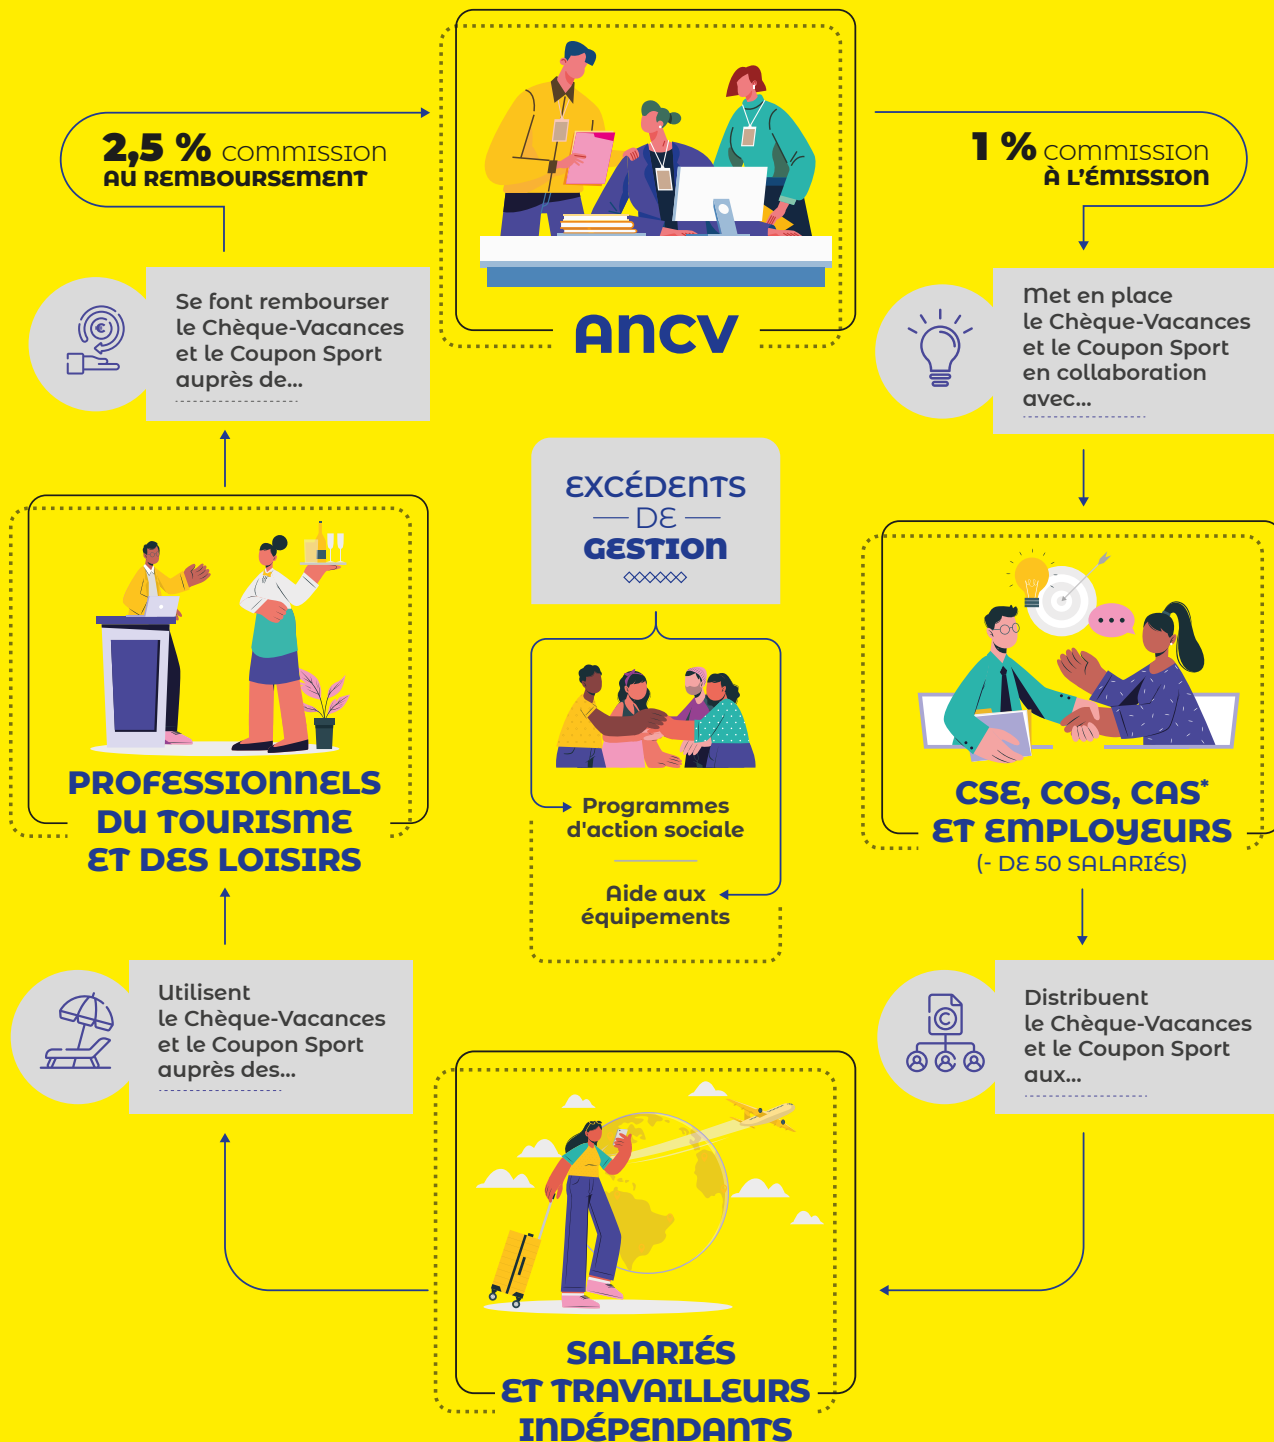 2,5 % COMMISSION
AU REMBOURSEMENT
1 % COMMISSION
À L'ÉMISSION
ANCV
Se font rembourser
le Chèque-Vacances
et le Coupon Sport
auprès de...
Met en place
le Chèque-Vacances
et le Coupon Sport
en collaboration
avec...
EXCÉDENTS
DE
GESTION
PROFESSIONNELS
DU TOURISME
ET DES LOISIRS
Programmes
d'action sociale
Aide aux
équipements
CSE, COS, CAS*
ET EMPLOYEURS
(- DE 50 SALARIÉS)
Utilisent
le Chèque-Vacances
et le Coupon Sport
auprès des...
Distribuent
le Chèque-Vacances
et le Coupon Sport
aux...
SALARIÉS
ET TRAVAILLEURS
INDÉPENDANTS